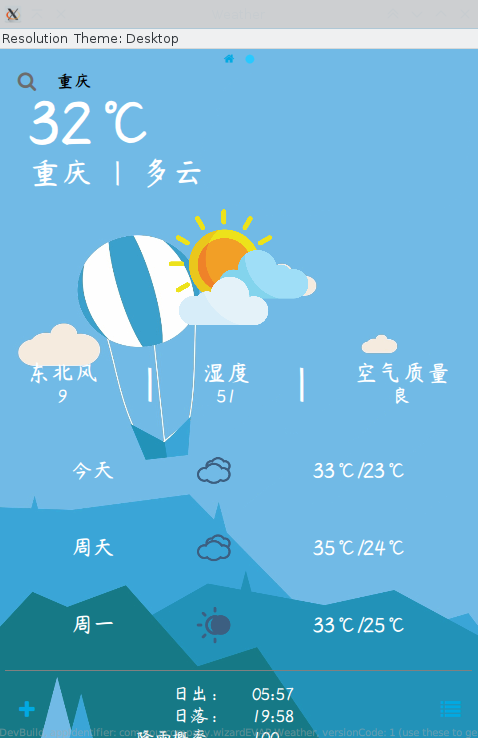 Resolution Theme: Desktop
重庆
32℃
重庆 | 多云
东北风 | 湿度 | 空气质量
9 51 良
今天 33℃/23℃
周天 35℃/24℃
周一 33℃/25℃
日出： 05:57
日落： 19:58